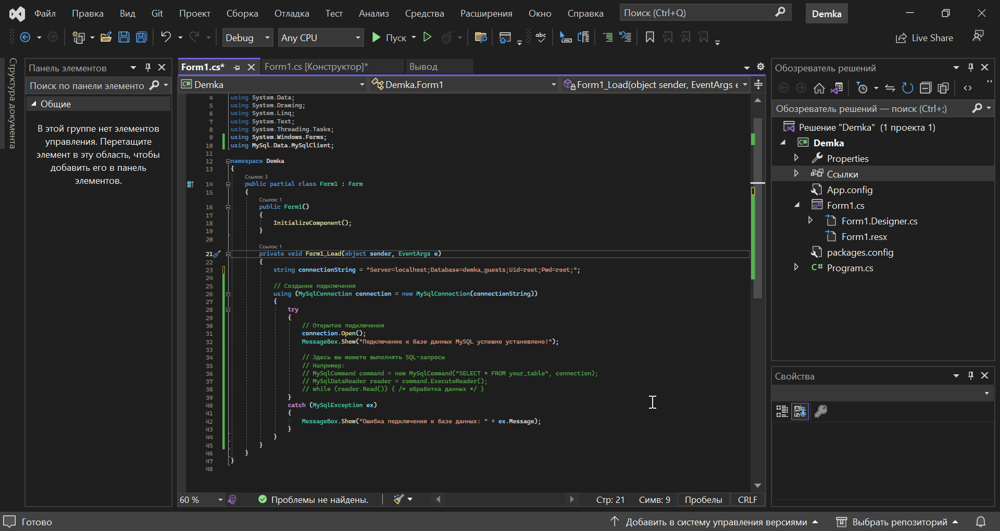 Файл Правка Вид Git Проект Сборка Отладка Тест Анализ Средства Расширения Окно Справка Поиск (Ctrl+Q) Demka
Debug Any CPU Пуск abc Live Share
Структура документа
Панель элементов
Поиск по панели элементо
Общие
В этой группе нет элементов
управления. Перетащите
элемент в эту область, чтобы
добавить его в панель
элементов.
Form1.cs* Form1.cs [Конструктор]* Вывод
C# Demka Demka.Form1 Form1_Load(object sender, EventArgs e
4 using System.Data;
5 using System.Drawing;
6 using System.Linq;
7 using System.Text;
8 using System.Threading.Tasks;
9 using System.Windows.Forms;
10 using MySql.Data.MySqlClient;
11
12 namespace Demka
13 {
Ссылок: 3
14 public partial class Form1 : Form
15 {
Ссылок: 1
16 public Form1()
17 {
18 InitializeComponent();
19 }
20
Ссылок: 1
21 private void Form1_Load(object sender, EventArgs e)
22 {
23 string connectionString = "Server=localhost;Database=demka_guests;Uid=root;Pwd=root;";
24
25 // Создание подключения
26 using (MySqlConnection connection = new MySqlConnection(connectionString))
27 {
28 try
29 {
30 // Открытие подключения
31 connection.Open();
32 MessageBox.Show("Подключение к базе данных MySQL успешно установлено!");
33
34 // Здесь вы можете выполнять SQL-запросы
35 // Например:
36 // MySqlCommand command = new MySqlCommand("SELECT * FROM your_table", connection);
37 // MySqlDataReader reader = command.ExecuteReader();
38 // while (reader.Read()) { /* обработка данных */ }
39 }
40 catch (MySqlException ex)
41 {
42 MessageBox.Show("Ошибка подключения к базе данных: " + ex.Message);
43 }
44 }
45 }
46 }
47 }
48
60 % Проблемы не найдены. Стр: 21 Симв: 9 Пробелы CRLF
Обозреватель решений
Обозреватель решений — поиск (Ctrl+;)
Решение "Demka" (1 проекта 1)
C# Demka
Properties
Ссылки
App.config
Form1.cs
Form1.Designer.cs
Form1.resx
packages.config
C# Program.cs
Свойства
Готово Добавить в систему управления версиями Выбрать репозиторий